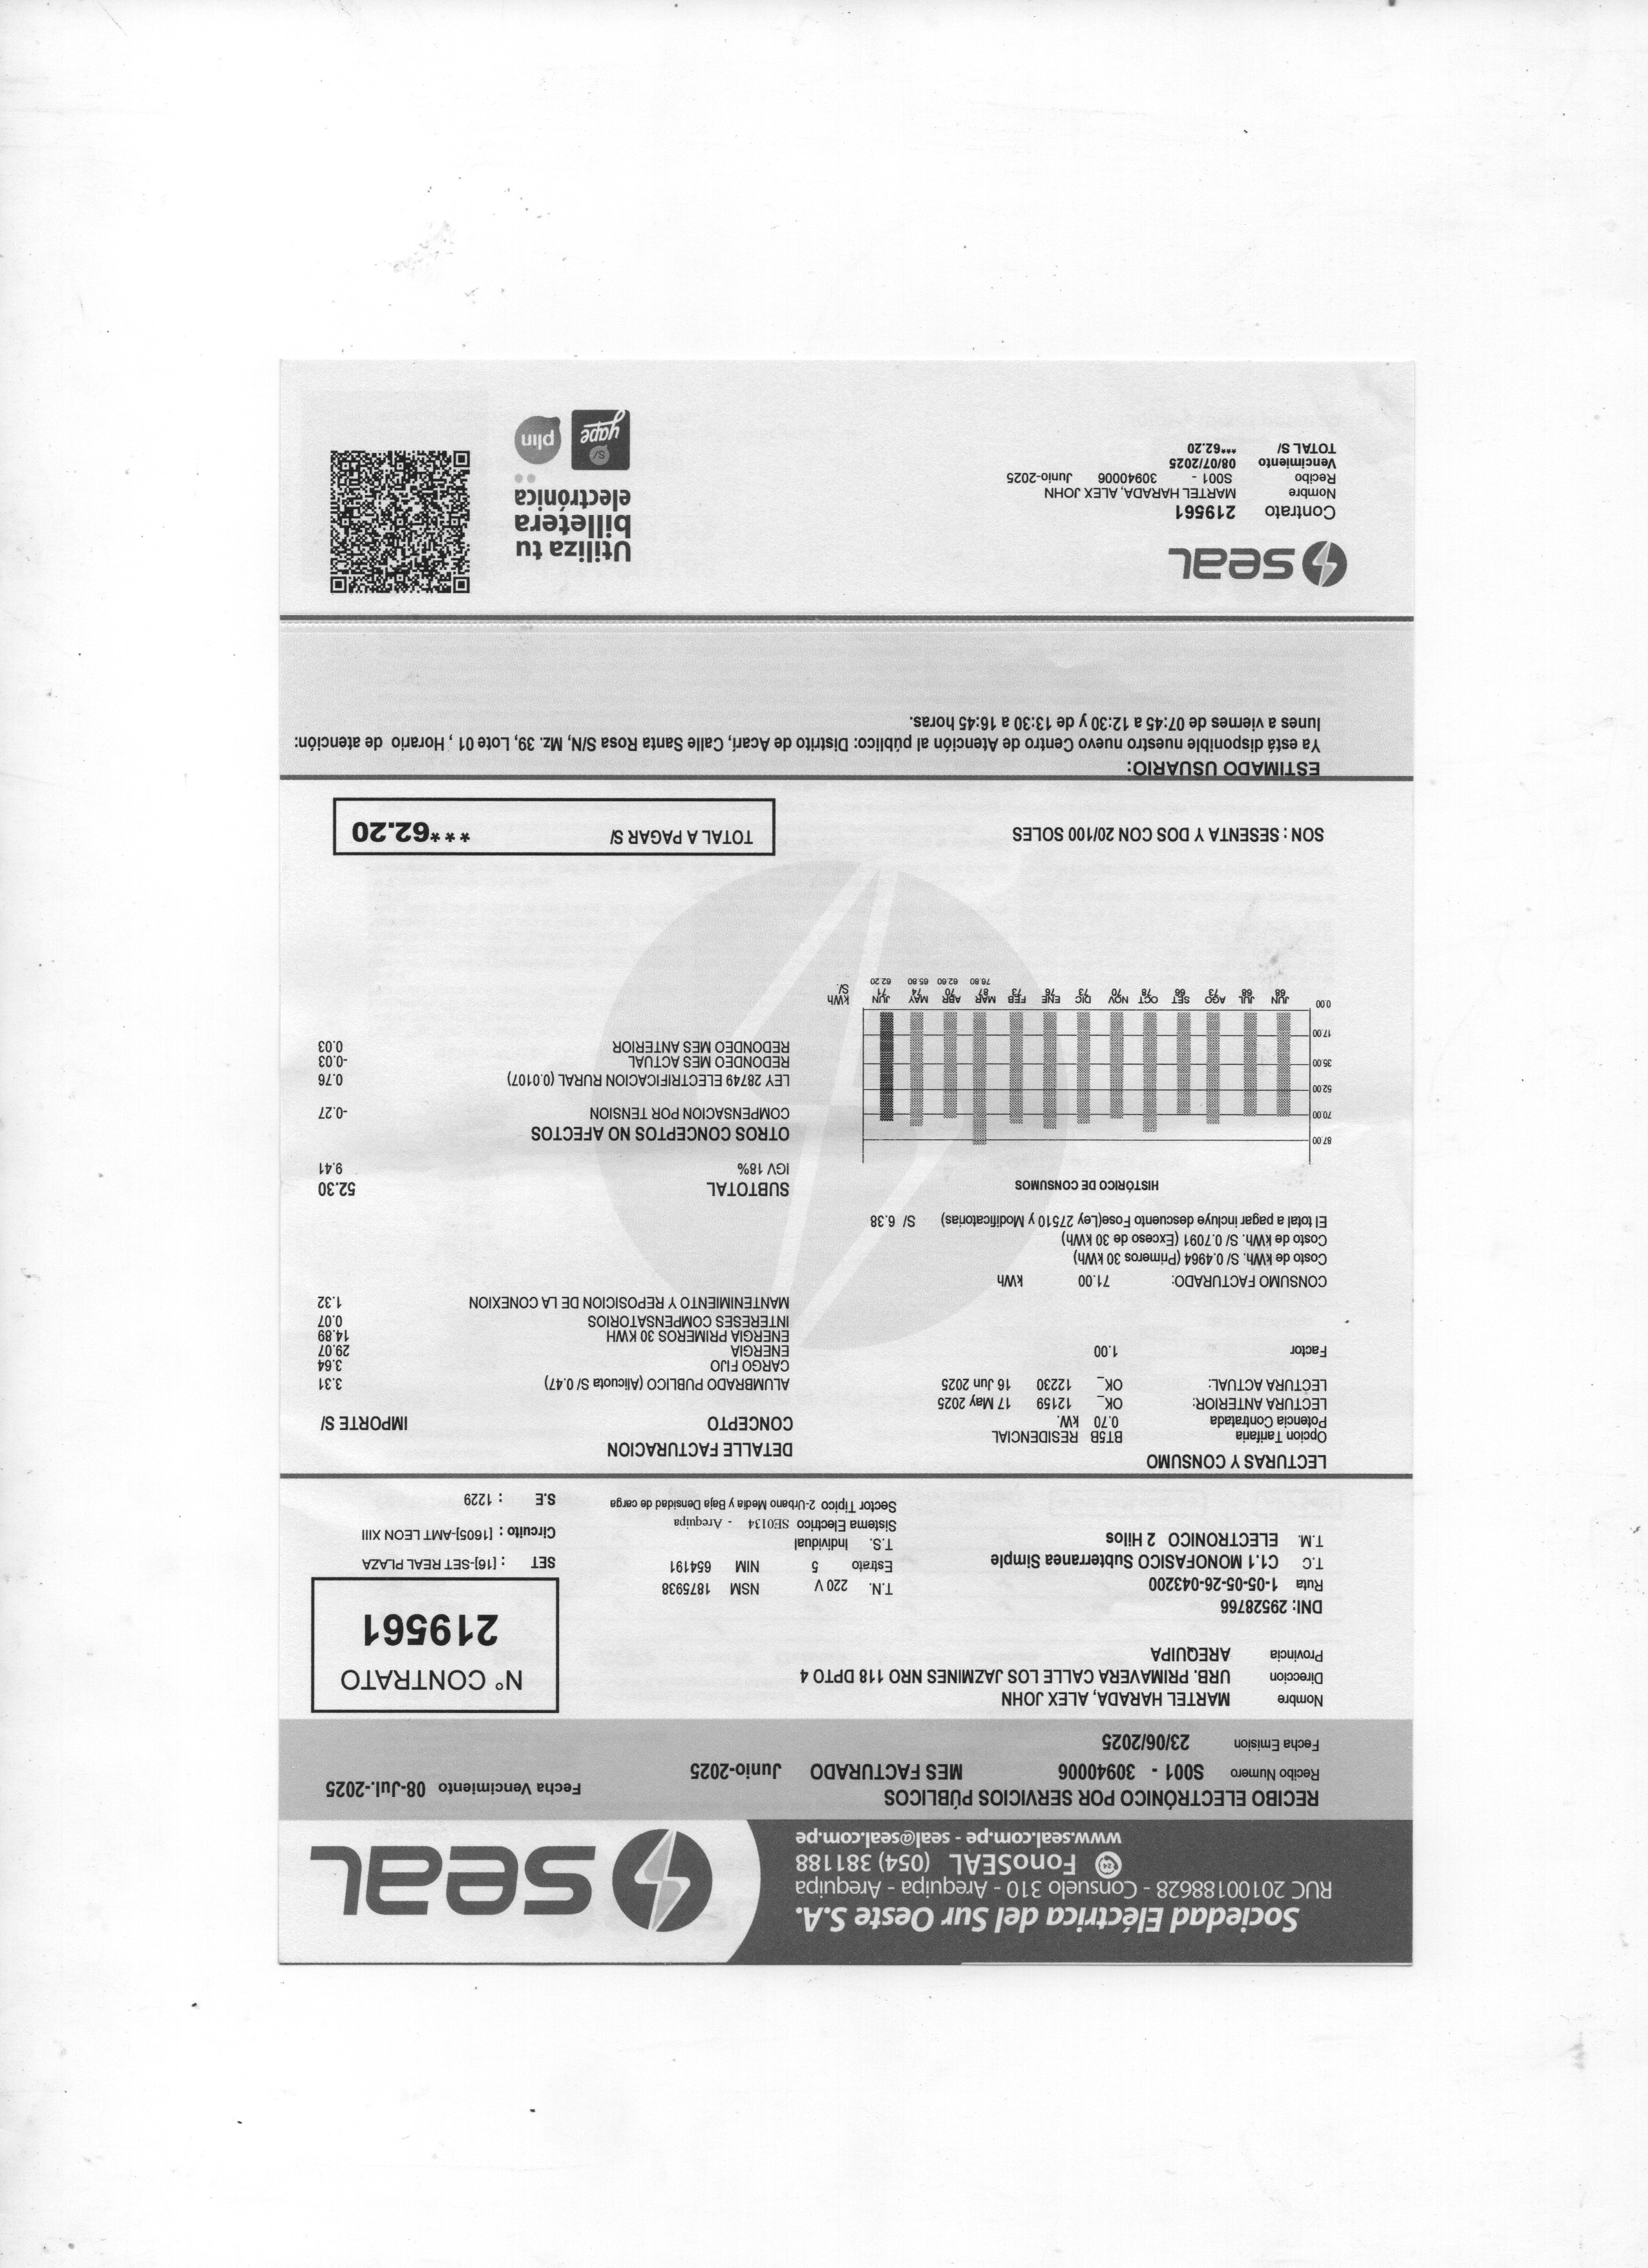 Sociedad Eléctrica del Sur Oeste S.A.
RUC 20100188628 - Consuelo 310 - Arequipa - Arequipa
24 FonoSEAL (054) 381188
www.seal.com.pe - seal@seal.com.pe
seal
RECIBO ELECTRÓNICO POR SERVICIOS PÚBLICOS
Fecha Vencimiento 08-Jul.-2025
Recibo Numero S001 - 30940006 MES FACTURADO Junio-2025
Fecha Emision 23/06/2025
Nombre MARTEL HARADA, ALEX JOHN
Direccion URB. PRIMAVERA CALLE LOS JAZMINES NRO 118 DPTO 4
Provincia AREQUIPA
N° CONTRATO
219561
DNI: 29528766
Ruta 1-05-05-26-043200
T.C C1.1 MONOFASICO Subterranea Simple
T.M. ELECTRONICO 2 Hilos
T.N. 220 V NSM 1875938
Estrato 5 NIM 654191
T.S. Individual
Sistema Electrico SE0134 - Arequipa
Sector Tipico 2-Urbano Media y Baja Densidad de carga
SET : [16]-SET REAL PLAZA
Circuito : [1605]-AMT LEON XIII
S.E : 1229
LECTURAS Y CONSUMO
Opcion Tarifaria BT5B RESIDENCIAL
Potencia Contratada 0.70 kW.
LECTURA ANTERIOR: OK_ 12159 17 May 2025
LECTURA ACTUAL: OK_ 12230 16 Jun 2025
Factor 1.00
CONSUMO FACTURADO: 71.00 kWh
Costo de kWh. S/ 0.4964 (Primeros 30 kWh)
Costo de kWh. S/ 0.7091 (Exceso de 30 kWh)
El total a pagar incluye descuento Fose(Ley 27510 y Modificatorias) S/ 6.38
HISTÓRICO DE CONSUMOS
87.00
70.00
52.00
35.00
17.00
0.00
JUN JUL AGO SET OCT NOV DIC ENE FEB MAR ABR MAY JUN kWh
68 68 73 66 78 70 73 76 73 87 70 74 71 S/.
76.80 62.60 65.80 62.20
DETALLE FACTURACION
CONCEPTO IMPORTE S/
ALUMBRADO PUBLICO (Alicuota S/ 0.47) 3.31
CARGO FIJO 3.64
ENERGIA 29.07
ENERGIA PRIMEROS 30 KWH 14.89
INTERESES COMPENSATORIOS 0.07
MANTENIMIENTO Y REPOSICION DE LA CONEXION 1.32
SUBTOTAL 52.30
IGV 18% 9.41
OTROS CONCEPTOS NO AFECTOS
COMPENSACION POR TENSION -0.27
LEY 28749 ELECTRIFICACION RURAL (0.0107) 0.76
REDONDEO MES ACTUAL -0.03
REDONDEO MES ANTERIOR 0.03
SON : SESENTA Y DOS CON 20/100 SOLES
TOTAL A PAGAR S/ ***62.20
ESTIMADO USUARIO:
Ya está disponible nuestro nuevo Centro de Atención al público: Distrito de Acarí, Calle Santa Rosa S/N, Mz. 39, Lote 01 , Horario de atención:
lunes a viernes de 07:45 a 12:30 y de 13:30 a 16:45 horas.
seal
Contrato 219561
Nombre MARTEL HARADA, ALEX JOHN
Recibo S001 - 30940006 Junio-2025
Vencimiento 08/07/2025
TOTAL S/ ***62.20
Utiliza tu
billetera
electrónica
S/
yape
plin